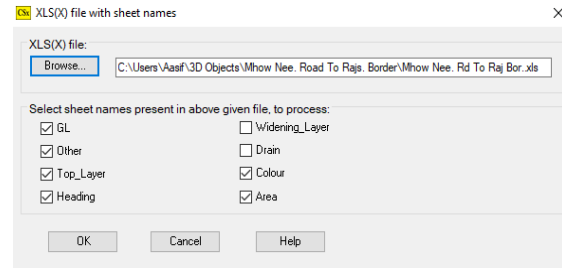 CSx XLS(X) file with sheet names
XLS(X) file:
Browse... C:\Users\Aasif\3D Objects\Mhow Nee. Road To Rajs. Border\Mhow Nee. Rd To Raj Bor..xls
Select sheet names present in above given file, to process:
GL Widening_Layer
Other Drain
Top_Layer Colour
Heading Area
OK Cancel Help